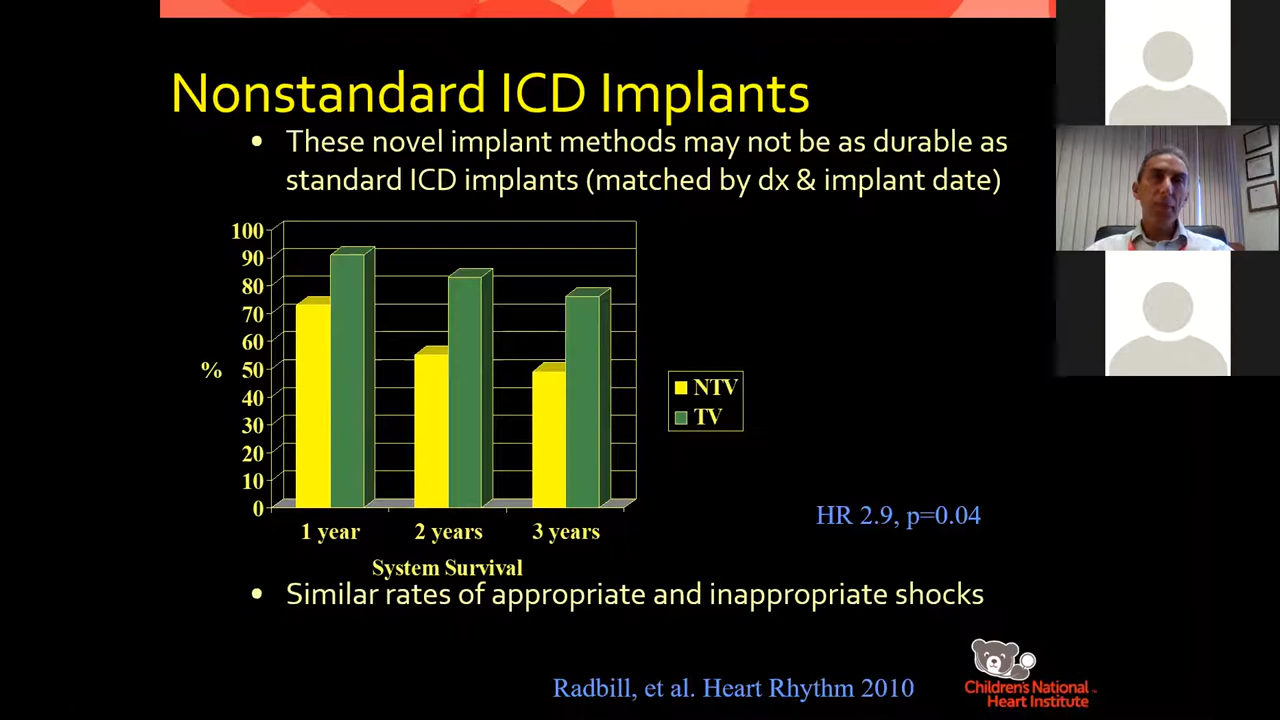 Nonstandard ICD Implants
• These novel implant methods may not be as durable as
standard ICD implants (matched by dx & implant date)
100
90
80
70
60
50
40
30
20
10
0
%
1 year
2 years
3 years
System Survival
NTV
TV
HR 2.9, p=0.04
• Similar rates of appropriate and inappropriate shocks
Radbill, et al. Heart Rhythm 2010
Children's National
Heart Institute